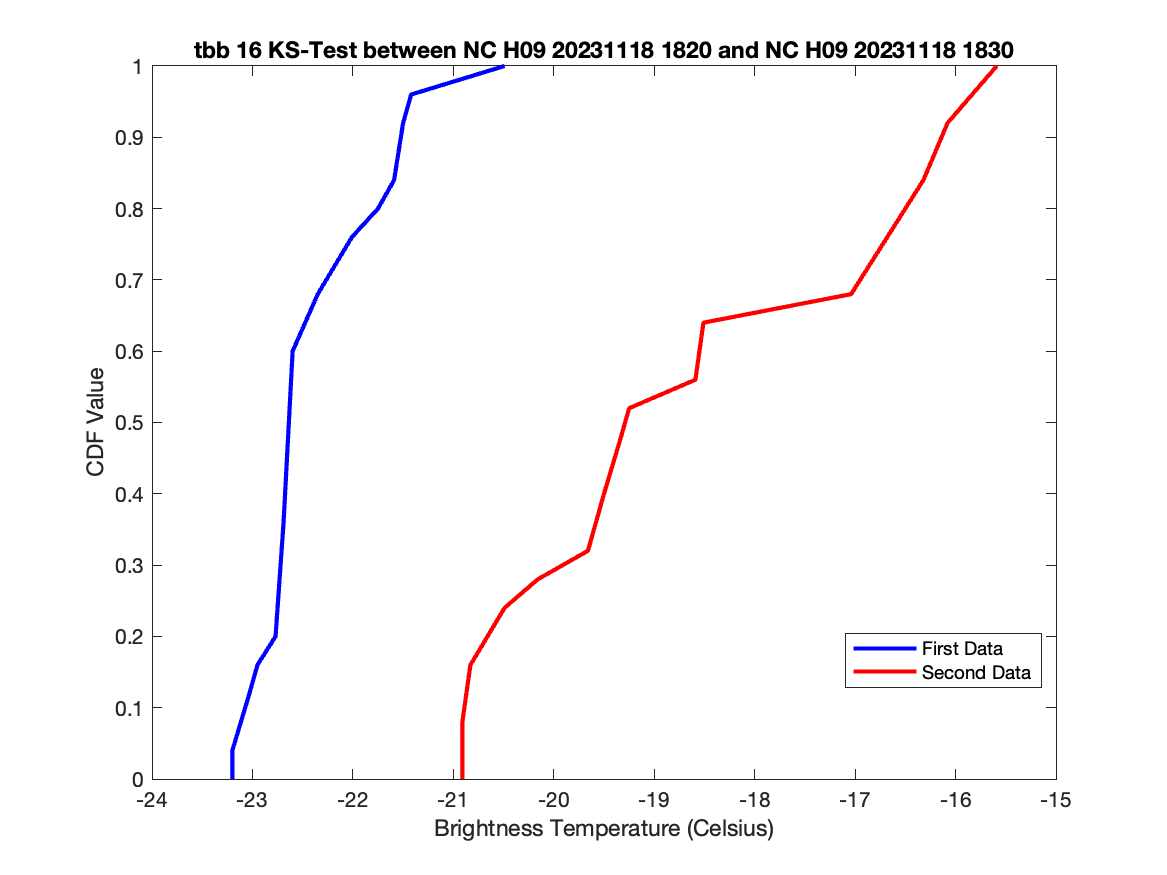 tbb 16 KS-Test between NC H09 20231118 1820 and NC H09 20231118 1830
1
0.9
0.8
0.7
0.6
0.5
0.4
0.3
0.2
0.1
0
CDF Value
First Data
Second Data
-24 -23 -22 -21 -20 -19 -18 -17 -16 -15
Brightness Temperature (Celsius)